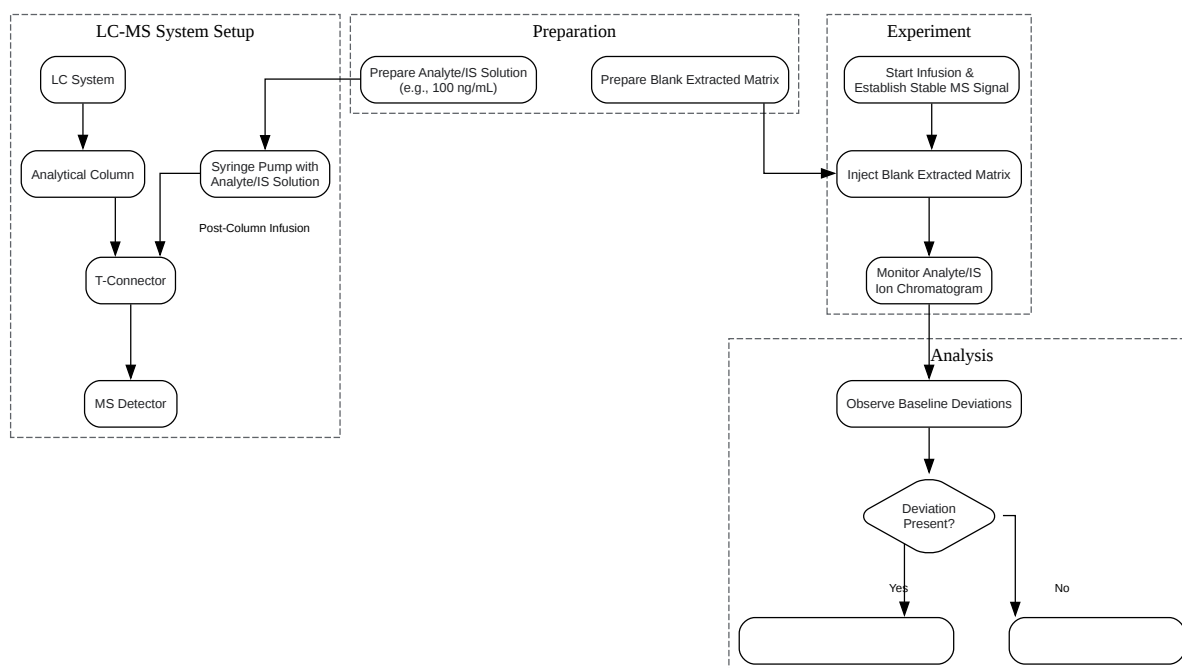 LC-MS System Setup
LC System
Analytical Column
Syringe Pump with
Analyte/IS Solution
Post-Column Infusion
T-Connector
MS Detector
Preparation
Prepare Analyte/IS Solution
(e.g., 100 ng/mL)
Prepare Blank Extracted Matrix
Experiment
Start Infusion &
Establish Stable MS Signal
Inject Blank Extracted Matrix
Monitor Analyte/IS
Ion Chromatogram
Analysis
Observe Baseline Deviations
Deviation
Present?
Yes
No